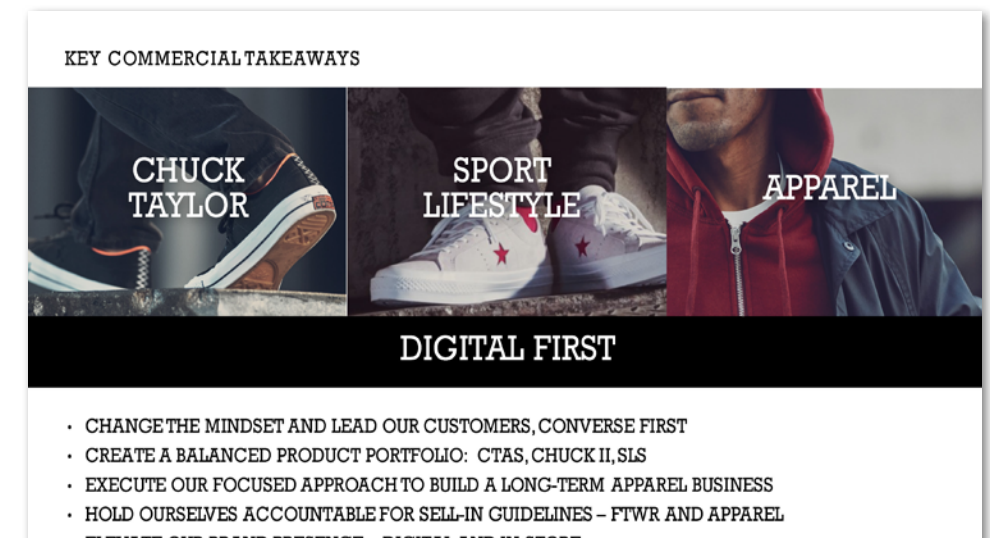 KEY COMMERCIAL TAKEAWAYS
CHUCK
TAYLOR
SPORT
LIFESTYLE
APPAREL
DIGITAL FIRST
• CHANGE THE MINDSET AND LEAD OUR CUSTOMERS, CONVERSE FIRST
• CREATE A BALANCED PRODUCT PORTFOLIO: CTAS, CHUCK II, SLS
• EXECUTE OUR FOCUSED APPROACH TO BUILD A LONG-TERM APPAREL BUSINESS
• HOLD OURSELVES ACCOUNTABLE FOR SELL-IN GUIDELINES – FTWR AND APPAREL